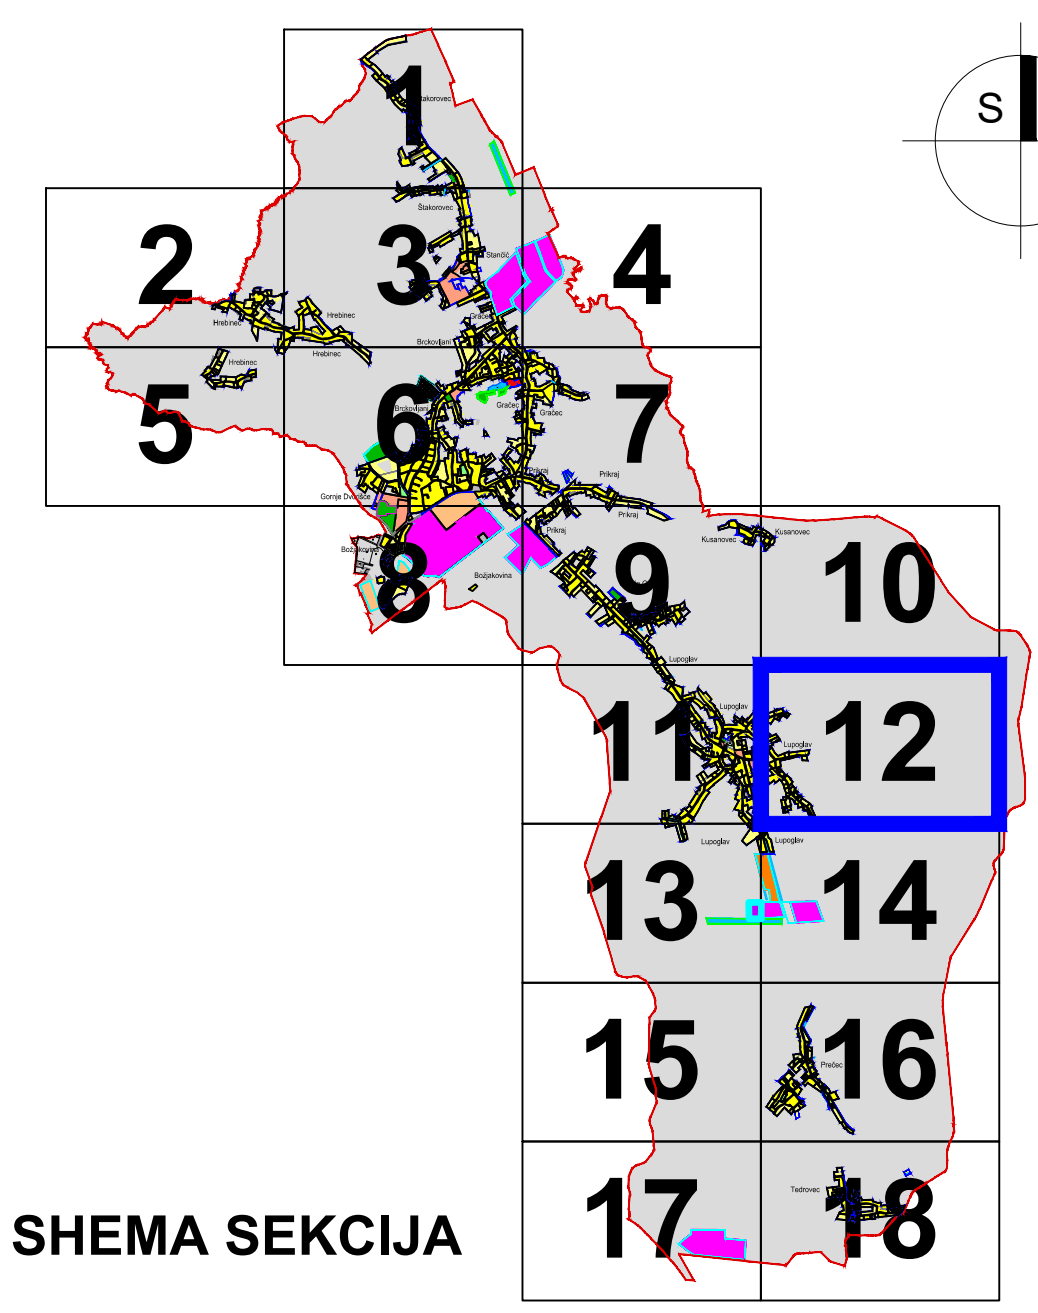 1
S
Štakorovec
2
3
4
Štakorovec
Stančić
Hrebinec
Hrebinec
Gračec
Brckovljani
Hrebinec
Hrebinec
5
6
7
Brckovljani
Gračec
Gračec
Prikraj
Prikraj
Gornje Dvorišće
Prikraj
Prikraj
Kusanovec
Kusanovec
Božjakovina
8
Božjakovina
9
10
Lupoglav
Lupoglav
11
12
Lupoglav
Lupoglav
Lupoglav
13
14
15
16
Prečec
17
18
Tedrovec
SHEMA SEKCIJA